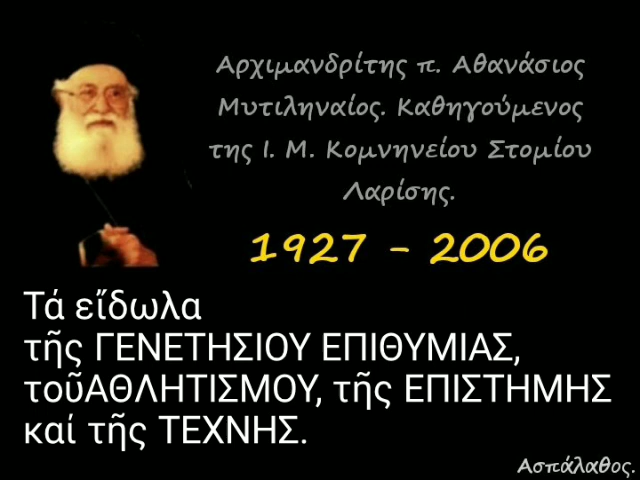 Αρχιμανδρίτης π. Αθανάσιος
Μυτιληναίος. Καθηγούμενος
της Ι. Μ. Κομνηνείου Στομίου
Λαρίσης.
1927 - 2006
Τά εἴδωλα
τῆς ΓΕΝΕΤΗΣΙΟΥ ΕΠΙΘΥΜΙΑΣ,
τοῦΑΘΛΗΤΙΣΜΟΥ, τῆς ΕΠΙΣΤΗΜΗΣ
καί τῆς ΤΕΧΝΗΣ.
Ασπάλαθος.